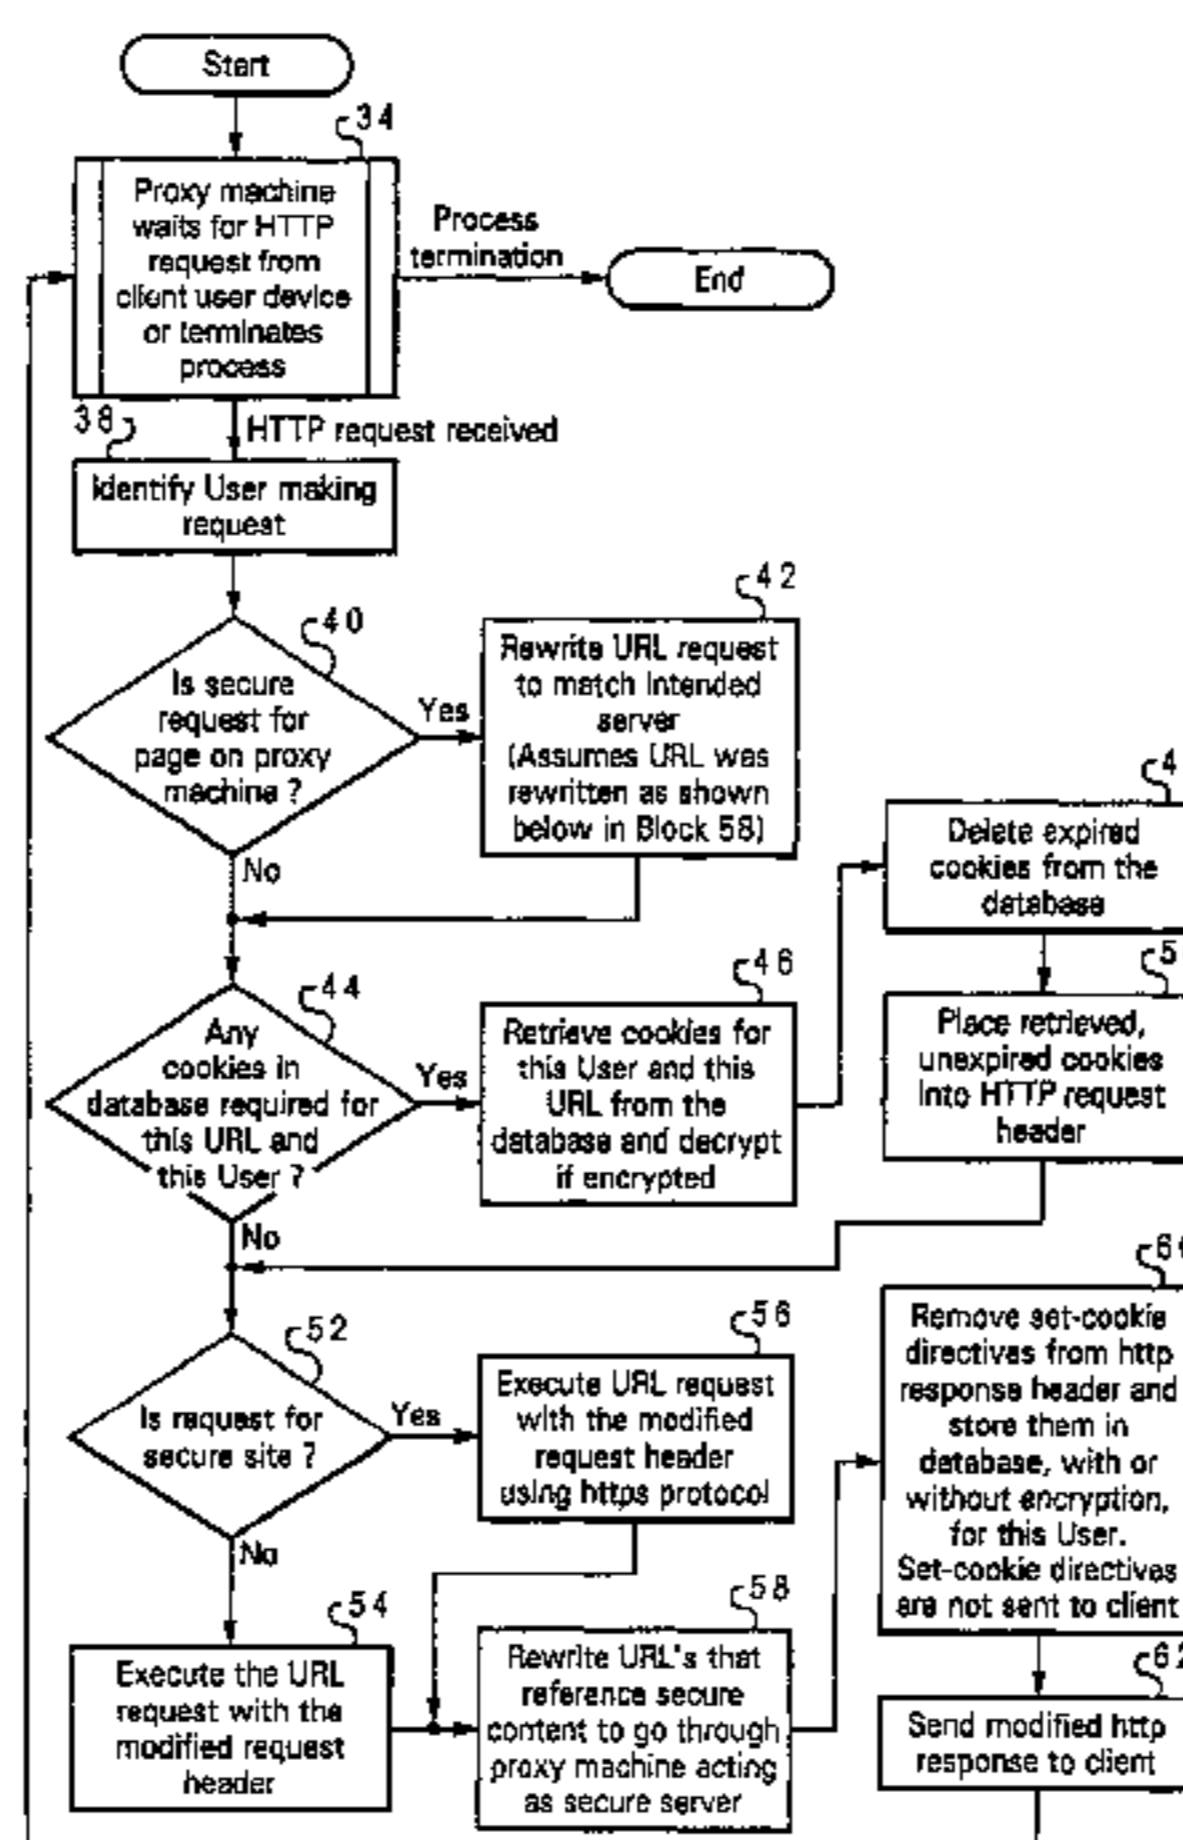 Start
34
Proxy machine
waits for HTTP
request from
client user device
or terminates
process
Process
termination
End
38
HTTP request received
Identify User making
request
40
Is secure
request for
page on proxy
machine ?
Yes
No
42
Rewrite URL request
to match intended
server
(Assumes URL was
rewritten as shown
below in Block 58)
44
Any
cookies in
database required for
this URL and
this User ?
Yes
No
46
Retrieve cookies for
this User and this
URL from the
database and decrypt
if encrypted
4
Delete expired
cookies from the
database
5
Place retrieved,
unexpired cookies
into HTTP request
header
52
Is request for
secure site ?
Yes
No
56
Execute URL request
with the modified
request header
using https protocol
54
Execute the URL
request with the
modified request
header
58
Rewrite URL's that
reference secure
content to go through
proxy machine acting
as secure server
6
Remove set-cookie
directives from http
response header and
store them in
database, with or
without encryption,
for this User.
Set-cookie directives
are not sent to client
62
Send modified http
response to client